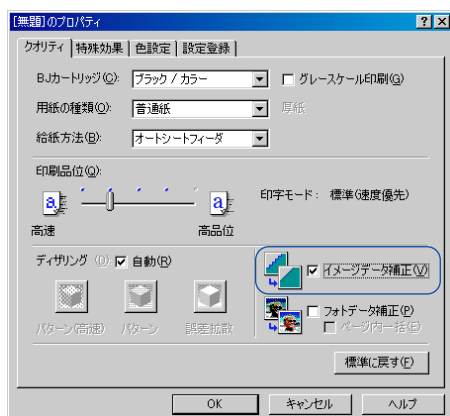 [無題]のプロパティ
クオリティ 特殊効果 色設定 設定登録
BJカートリッジ(C): ブラック / カラー グレースケール印刷(G)
用紙の種類(O): 普通紙 厚紙
給紙方法(B): オートシートフィーダ
印刷品位(Q):
印字モード: 標準(速度優先)
高速 高品位
ディザリング (D) 自動(R) イメージデータ補正(V)
フォトデータ補正(P)
ページ内一括(E)
パターン(高速) パターン 誤差拡散
標準に戻す(F)
OK キャンセル ヘルプ